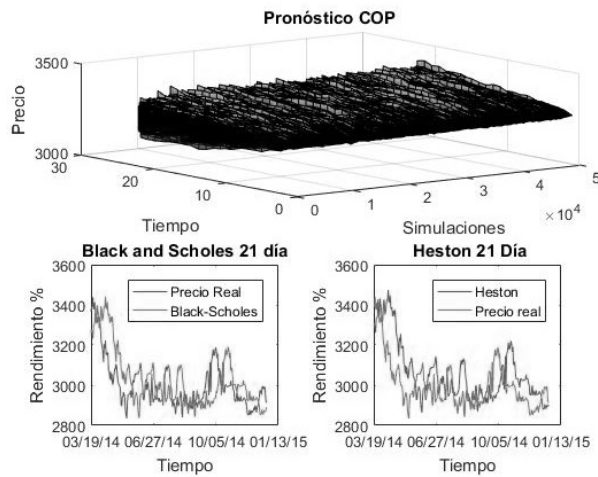 Pronóstico COP
3500
Precio
3000
30
20
10
0
Tiempo
0
1
2
3
4
5
×10⁴
Simulaciones
Black and Scholes 21 día
3600
3400
3200
3000
2800
Rendimiento %
Precio Real
Black-Scholes
03/19/14 06/27/14 10/05/14 01/13/15
Tiempo
Heston 21 Día
3600
3400
3200
3000
2800
Rendimiento %
Heston
Precio real
03/19/14 06/27/14 10/05/14 01/13/15
Tiempo